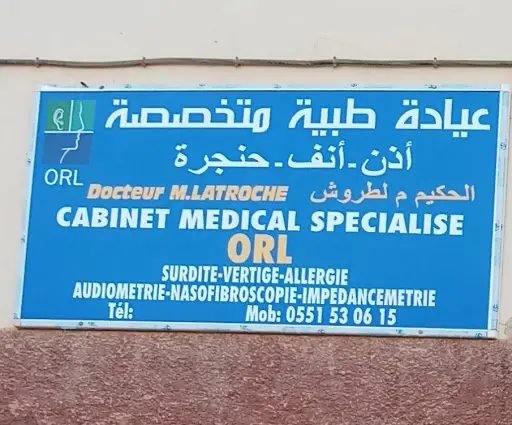 عيادة طبية متخصصة
أذن-أنف-حنجرة
ORL
Docteur M.LATROCHE الحكيم م لطروش
CABINET MEDICAL SPECIALISE
ORL
SURDITE-VERTIGE-ALLERGIE
AUDIOMETRIE-NASOFIBROSCOPIE-IMPEDANCEMETRIE
Tél: Mob: 0551 53 06 15